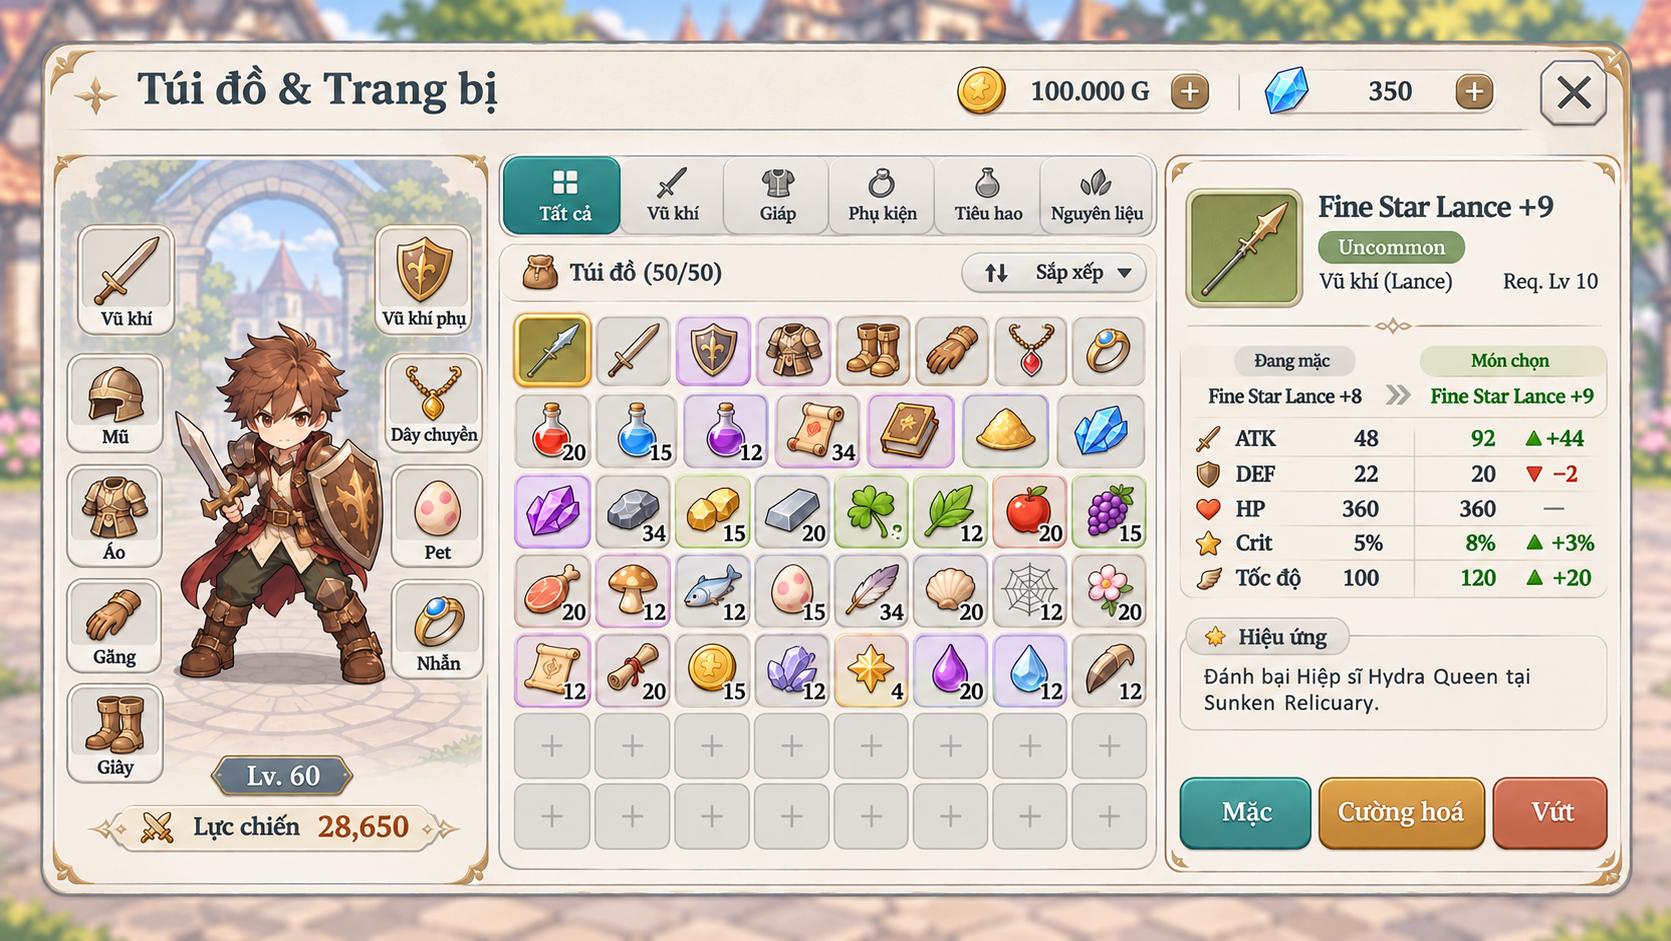 Túi đồ & Trang bị
100.000 G
350
Vũ khí
Mũ
Áo
Găng
Giây
Vũ khí phụ
Dây chuyền
Pet
Nhẫn
Lv. 60
Lực chiến 28,650
Tất cả
Vũ khí
Giáp
Phụ kiện
Tiêu hao
Nguyên liệu
Túi đồ (50/50)
Sắp xếp
20 15 12 34
34 15 20 12 20 15
20 12 12 15 34 20 12 20
12 20 15 12 4 20 12 12
Fine Star Lance +9
Uncommon
Vũ khí (Lance) Req. Lv 10
Đang mặc Món chọn
Fine Star Lance +8 Fine Star Lance +9
ATK 48 92 +44
DEF 22 20 −2
HP 360 360 —
Crit 5% 8% +3%
Tốc độ 100 120 +20
Hiệu ứng
Đánh bại Hiệp sĩ Hydra Queen tại
Sunken Relicuary.
Mặc
Cường hoá
Vứt